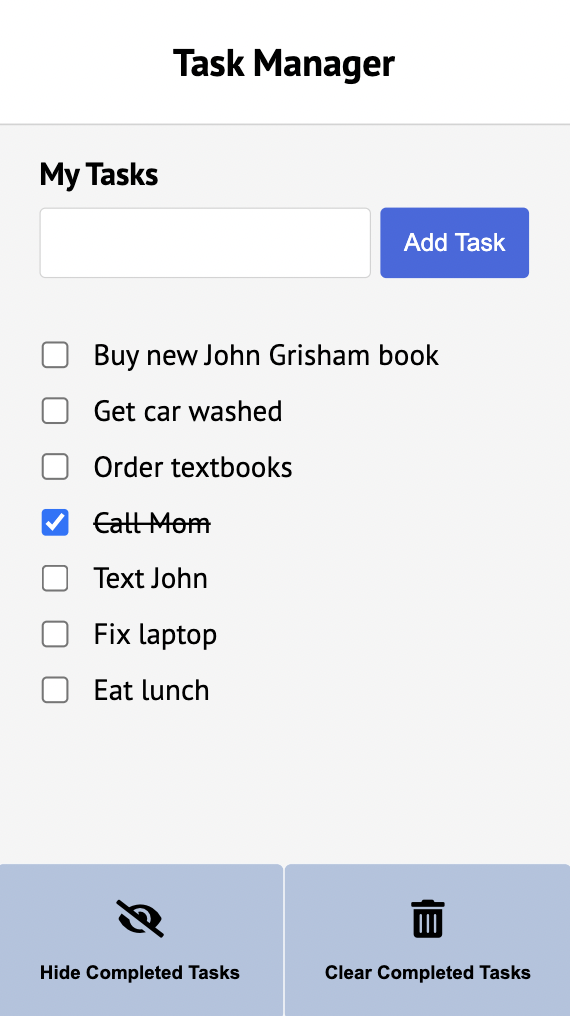 Task Manager
My Tasks
Add Task
Buy new John Grisham book
Get car washed
Order textbooks
Call Mom
Text John
Fix laptop
Eat lunch
Hide Completed Tasks
Clear Completed Tasks